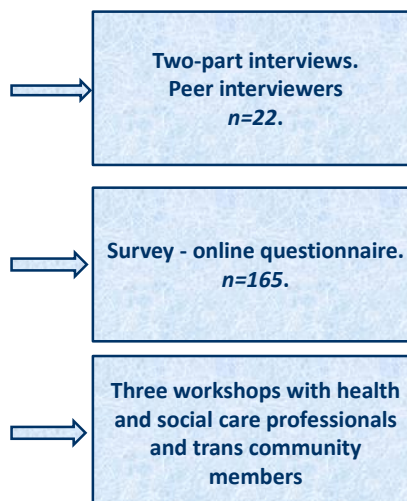 Two-part interviews.
Peer interviewers
n=22.
Survey - online questionnaire.
n=165.
Three workshops with health
and social care professionals
and trans community
members